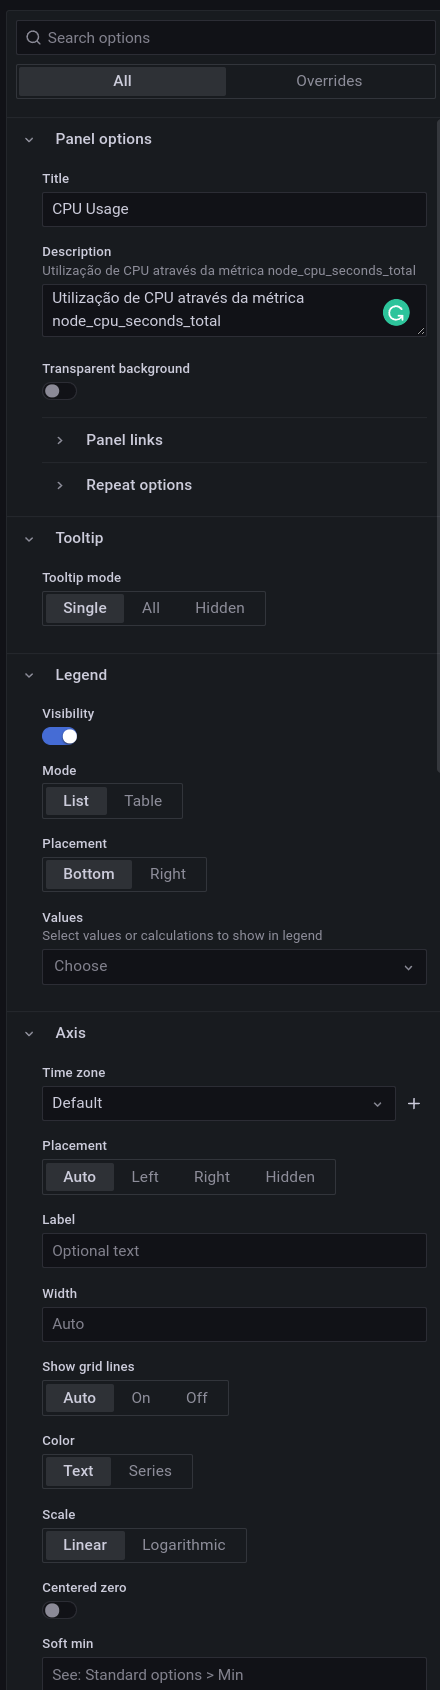 Search options
All Overrides
Panel options
Title
CPU Usage
Description
Utilização de CPU através da métrica node_cpu_seconds_total
Utilização de CPU através da métrica
node_cpu_seconds_total
Transparent background
Panel links
Repeat options
Tooltip
Tooltip mode
Single All Hidden
Legend
Visibility
Mode
List Table
Placement
Bottom Right
Values
Select values or calculations to show in legend
Choose
Axis
Time zone
Default
Placement
Auto Left Right Hidden
Label
Optional text
Width
Auto
Show grid lines
Auto On Off
Color
Text Series
Scale
Linear Logarithmic
Centered zero
Soft min
See: Standard options > Min